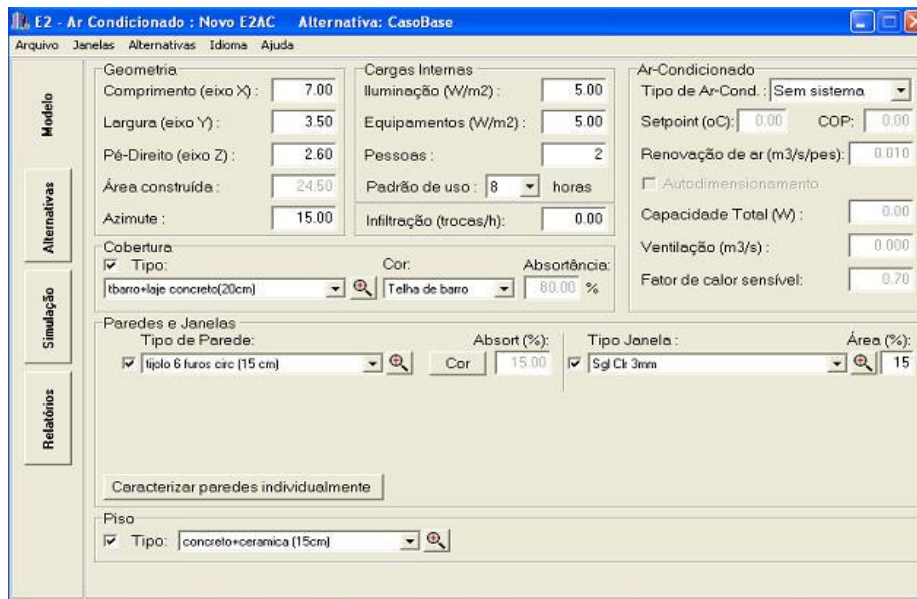 E2 - Ar Condicionado : Novo E2AC Alternativa: CasoBase
Arquivo Janelas Alternativas Idioma Ajuda
Modelo
Alternativas
Simulação
Relatórios
Geometria
Comprimento (eixo X) : 7.00
Largura (eixo Y) : 3.50
Pé-Direito (eixo Z) : 2.60
Área construída : 24.50
Azimute : 15.00
Cargas Internas
Iluminação (W/m2) : 5.00
Equipamentos (W/m2) : 5.00
Pessoas : 2
Padrão de uso : 8 horas
Infiltração (trocas/h): 0.00
Ar-Condicionado
Tipo de Ar-Cond. : Sem sistema
Setpoint (oC): 0.00 COP: 0.00
Renovação de ar (m3/s/pes): 0.010
Autodimensionamento
Capacidade Total (W) : 0.00
Ventilação (m3/s) : 0.000
Fator de calor sensível: 0.70
Cobertura
Tipo: Cor: Absortância:
tbarro+laje concreto(20cm) Telha de barro 80.00 %
Paredes e Janelas
Tipo de Parede: Absort (%): Tipo Janela : Área (%):
tijolo 6 furos circ (15 cm) Cor 15.00 Sgl Clr 3mm 15
Caracterizar paredes individualmente
Piso
Tipo: concreto+ceramica (15cm)